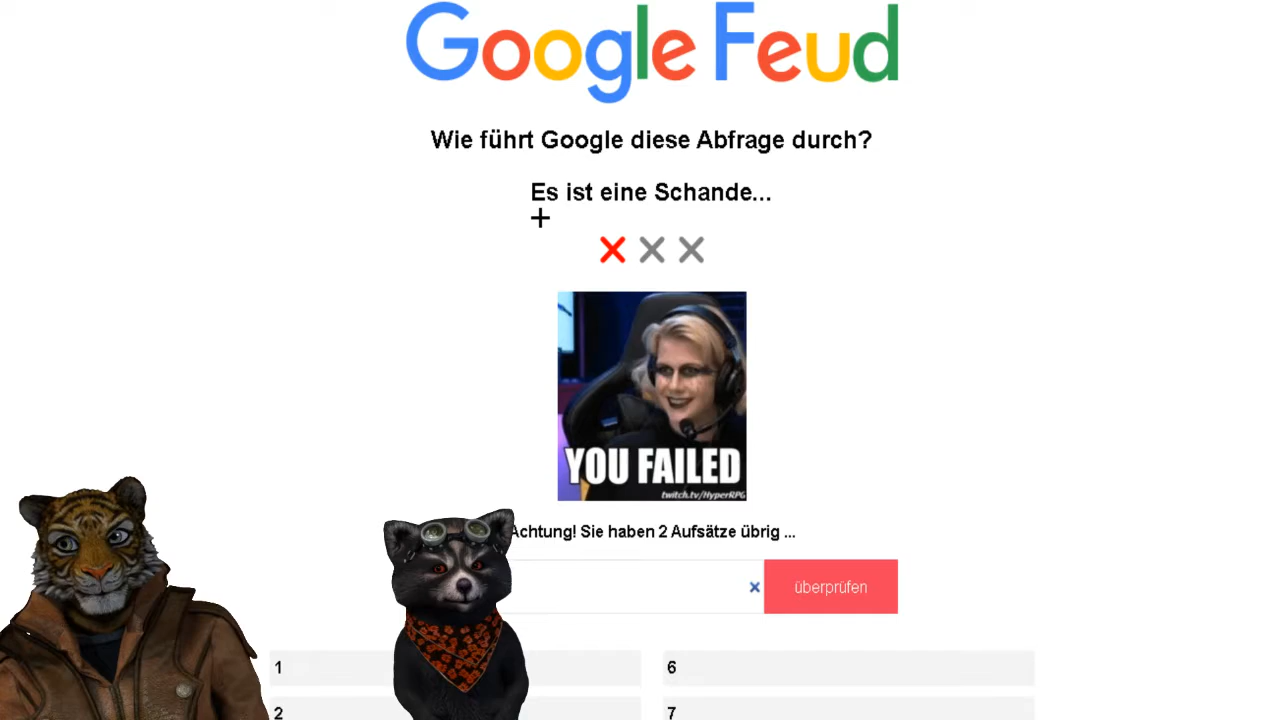 Google Feud
Wie führt Google diese Abfrage durch?
Es ist eine Schande...
YOU FAILED
twitch.tv/HyperRPG
Achtung! Sie haben 2 Aufsätze übrig ...
überprüfen
1
6
2
7